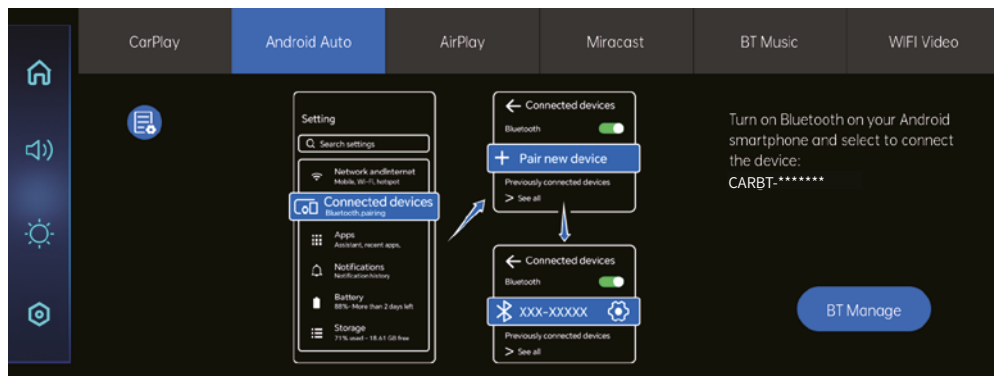 CarPlay
Android Auto
AirPlay
Miracast
BT Music
WIFI Video
Setting
Search settings
Network andInternet
Mobile, Wi-Fi, hotspot
Connected devices
Bluetooth,pairing
Apps
Assistant, recent apps,
Notifications
Notification history
Battery
88%- More than 2 days left
Storage
71% used - 18.61 GB free
Connected devices
Bluetooth
+ Pair new device
Previously connected devices
> See all
Connected devices
Bluetooth
XXX-XXXXX
Previously connected devices
> See all
Turn on Bluetooth on your Android
smartphone and select to connect
the device:
CARBT-*******
BT Manage